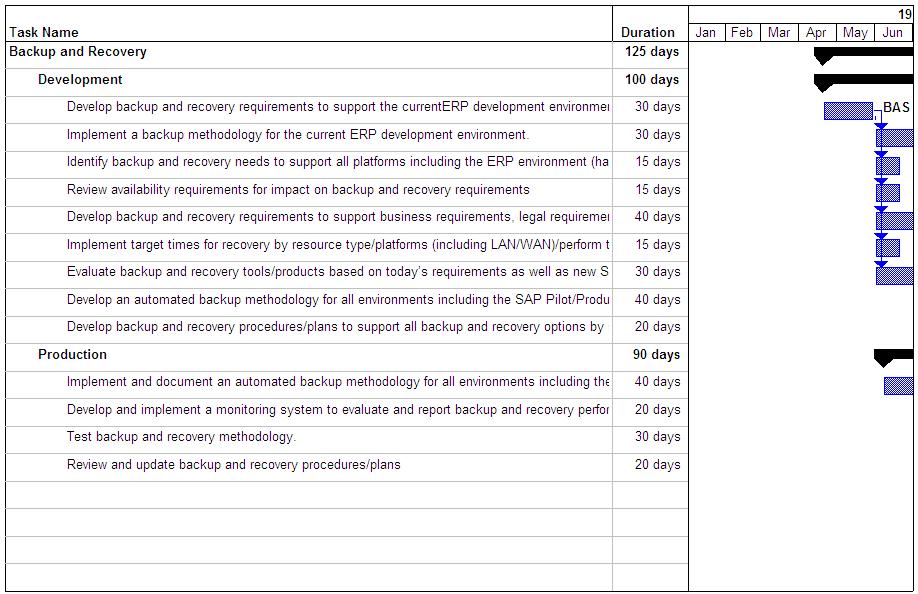 19
Task Name Duration Jan Feb Mar Apr May Jun
Backup and Recovery 125 days
Development 100 days
Develop backup and recovery requirements to support the currentERP development environmer 30 days BAS
Implement a backup methodology for the current ERP development environment. 30 days
Identify backup and recovery needs to support all platforms including the ERP environment (ha 15 days
Review availability requirements for impact on backup and recovery requirements 15 days
Develop backup and recovery requirements to support business requirements, legal requiremer 40 days
Implement target times for recovery by resource type/platforms (including LAN/WAN)/perform t 15 days
Evaluate backup and recovery tools/products based on today's requirements as well as new S 30 days
Develop an automated backup methodology for all environments including the SAP Pilot/Produ 40 days
Develop backup and recovery procedures/plans to support all backup and recovery options by 20 days
Production 90 days
Implement and document an automated backup methodology for all environments including the 40 days
Develop and implement a monitoring system to evaluate and report backup and recovery perfor 20 days
Test backup and recovery methodology. 30 days
Review and update backup and recovery procedures/plans 20 days